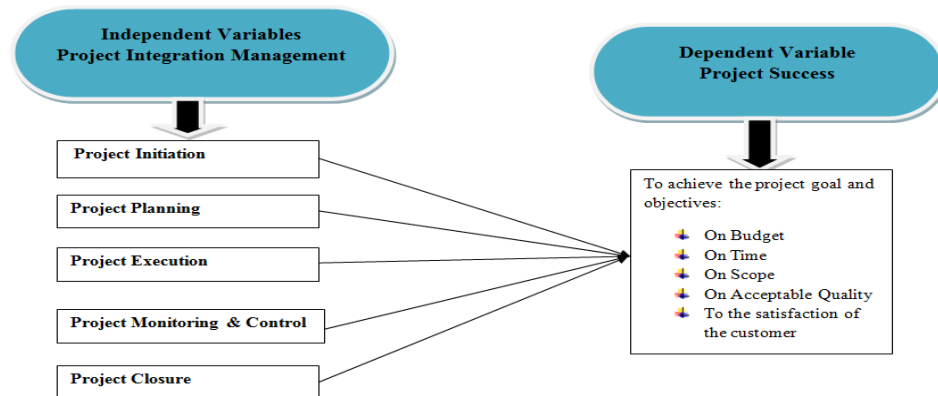 Independent Variables
Project Integration Management
Project Initiation
Project Planning
Project Execution
Project Monitoring & Control
Project Closure
Dependent Variable
Project Success
To achieve the project goal and
objectives:
On Budget
On Time
On Scope
On Acceptable Quality
To the satisfaction of
the customer